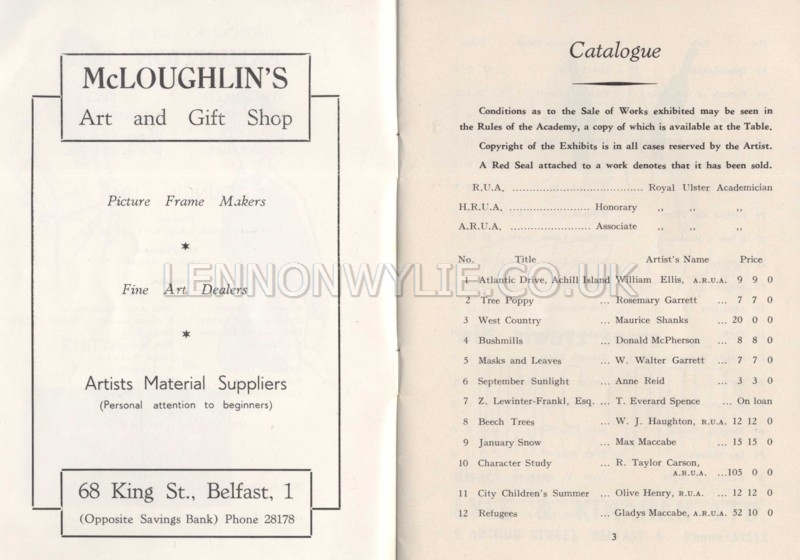 McLOUGHLIN'S
Art and Gift Shop
Picture Frame Makers
*
Fine Art Dealers
*
Artists Material Suppliers
(Personal attention to beginners)
68 King St., Belfast, 1
(Opposite Savings Bank) Phone 28178
LENNONWYLIE.CO.UK
Catalogue
Conditions as to the Sale of Works exhibited may be seen in
the Rules of the Academy, a copy of which is available at the Table.
Copyright of the Exhibits is in all cases reserved by the Artist.
A Red Seal attached to a work denotes that it has been sold.
R.U.A. ...................................... Royal Ulster Academician
H.R.U.A. ........................ Honorary ,, ,, ,,
A.R.U.A. ........................ Associate ,, ,, ,,
No. Title Artist's Name Price
1 Atlantic Drive, Achill Island William Ellis, A.R.U.A. 9 9 0
2 Tree Poppy ... Rosemary Garrett ... 7 7 0
3 West Country ... Maurice Shanks ... 20 0 0
4 Bushmills ... Donald McPherson ... 8 8 0
5 Masks and Leaves ... W. Walter Garrett ... 7 7 0
6 September Sunlight ... Anne Reid ... 3 3 0
7 Z. Lewinter-Frankl, Esq. ... T. Everard Spence ... On loan
8 Beech Trees ... W. J. Haughton, R.U.A. 12 12 0
9 January Snow ... Max Maccabe ... 15 15 0
10 Character Study ... R. Taylor Carson,
A.R.U.A. ...105 0 0
11 City Children's Summer ... Olive Henry, R.U.A. ... 12 12 0
12 Refugees ... Gladys Maccabe, A.R.U.A. 52 10 0
3